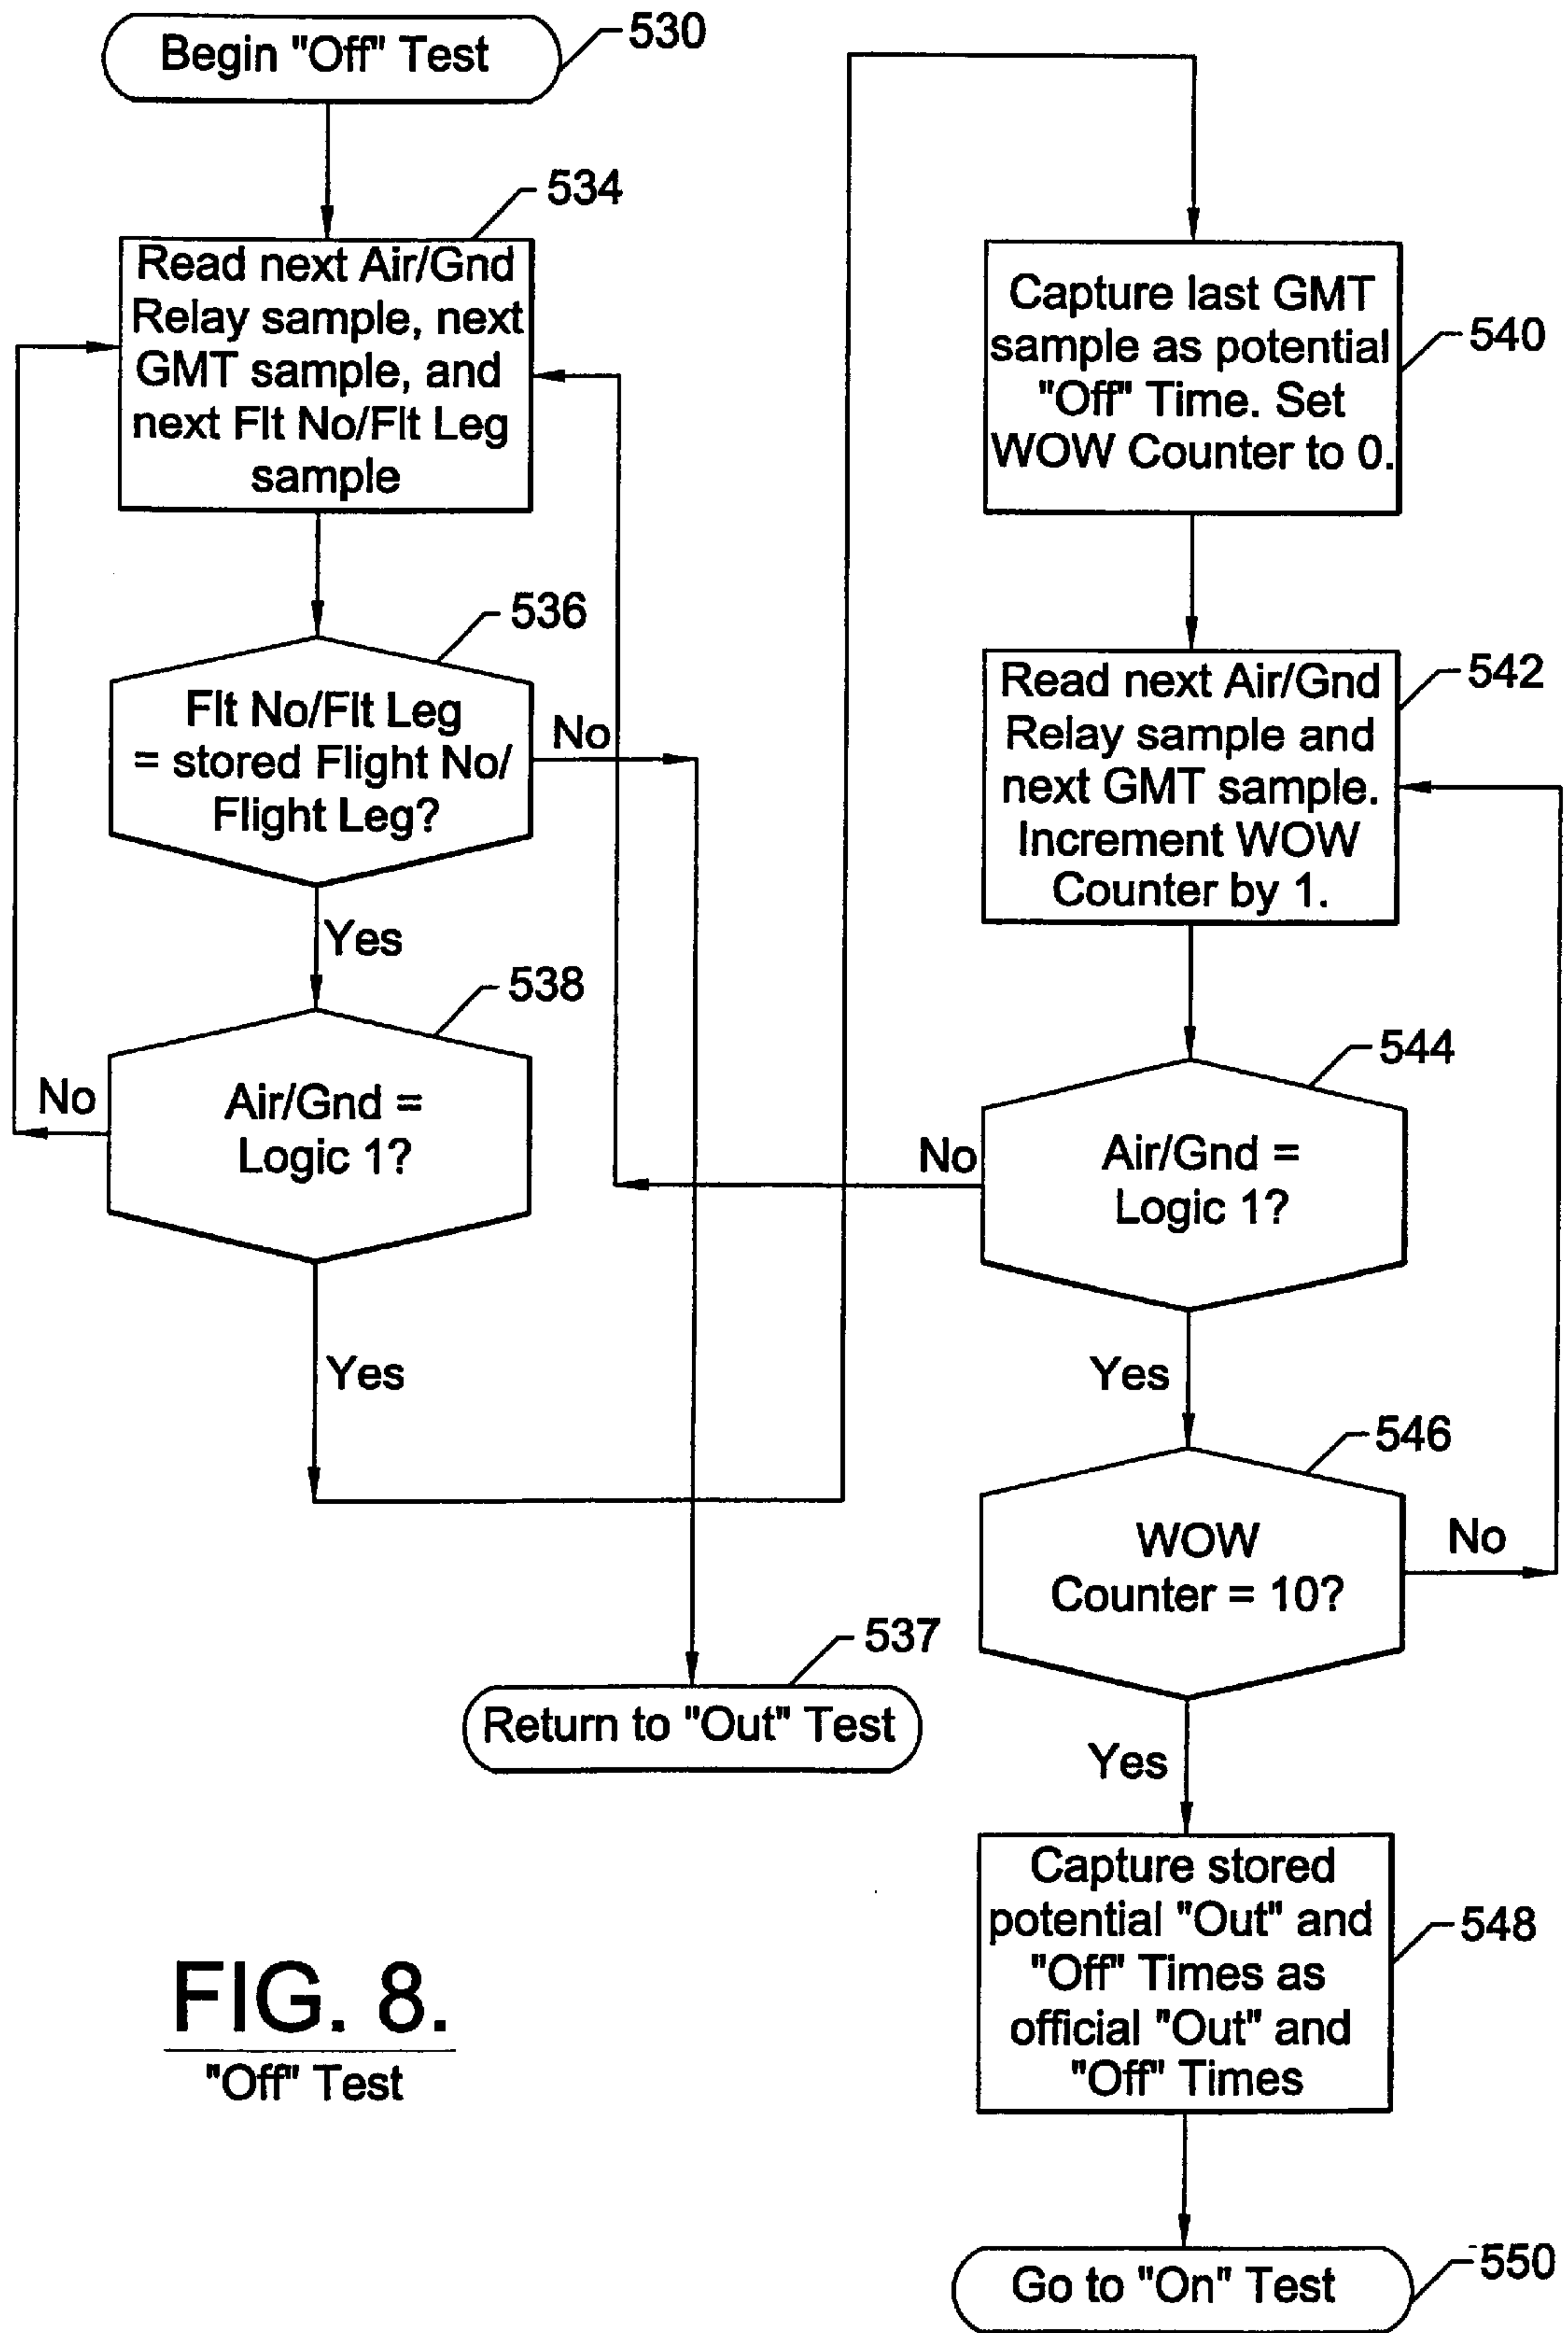 Begin "Off" Test
530
534
Read next Air/Gnd
Relay sample, next
GMT sample, and
next Flt No/Flt Leg
sample
536
Flt No/Flt Leg
= stored Flight No/
Flight Leg?
No
Yes
538
Air/Gnd =
Logic 1?
No
Yes
537
Return to "Out" Test
Capture last GMT
sample as potential
"Off" Time. Set
WOW Counter to 0.
540
Read next Air/Gnd
Relay sample and
next GMT sample.
Increment WOW
Counter by 1.
542
544
Air/Gnd =
Logic 1?
No
Yes
546
WOW
Counter = 10?
No
Yes
Capture stored
potential "Out" and
"Off" Times as
official "Out" and
"Off" Times
548
Go to "On" Test
550
FIG. 8.
"Off" Test